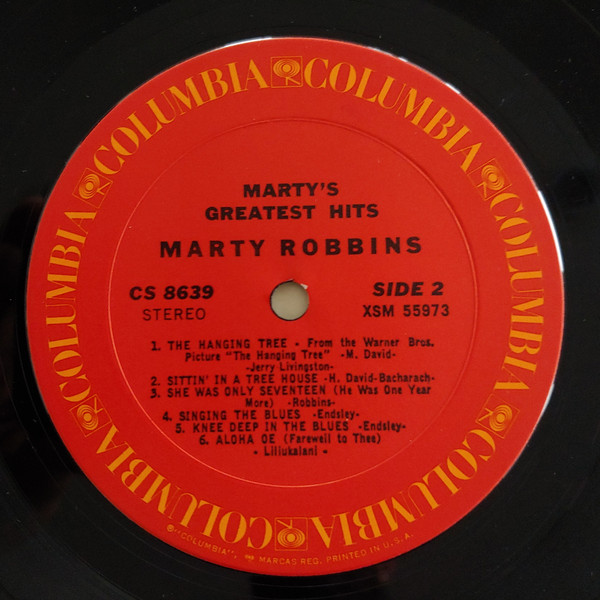 COLUMBIA COLUMBIA COLUMBIA COLUMBIA COLUMBIA COLUMBIA
MARTY'S
GREATEST HITS
MARTY ROBBINS
CS 8639
STEREO
SIDE 2
XSM 55973
1. THE HANGING TREE - From the Warner Bros.
Picture "The Hanging Tree" -M. David-
-Jerry Livingston-
2. SITTIN' IN A TREE HOUSE -H. David-Bacharach-
3. SHE WAS ONLY SEVENTEEN (He Was One Year
More) -Robbins-
4. SINGING THE BLUES -Endsley-
5. KNEE DEEP IN THE BLUES -Endsley-
6. ALOHA OE (Farewell to Thee)
- Liliukalani -
© "COLUMBIA", MARCAS REG. PRINTED IN U.S.A.